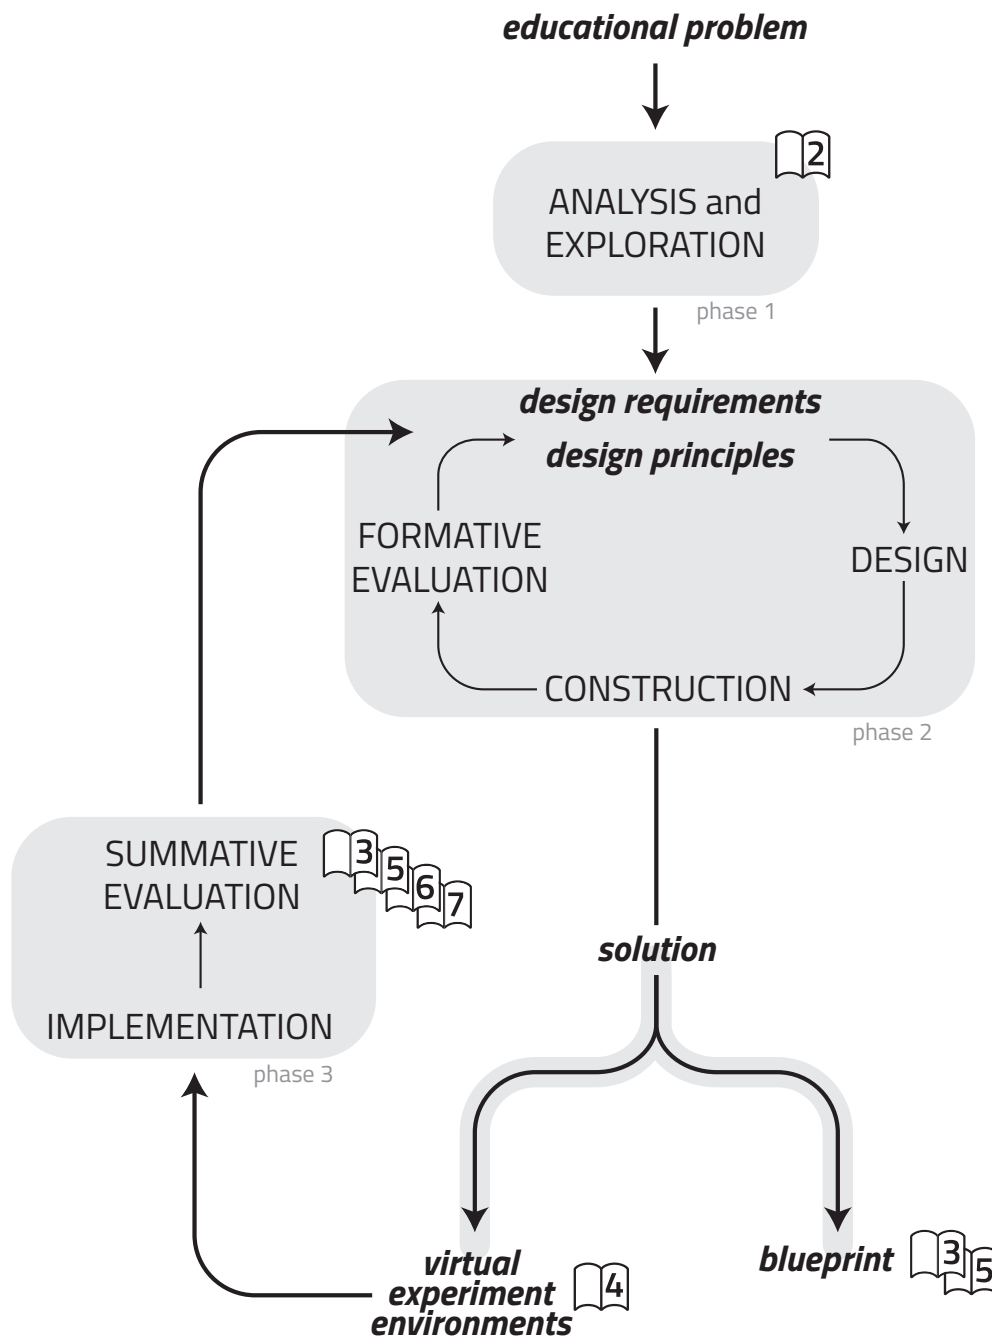 educational problem
2
ANALYSIS and
EXPLORATION
phase 1
design requirements
design principles
FORMATIVE
EVALUATION
DESIGN
CONSTRUCTION
phase 2
SUMMATIVE
EVALUATION
3
5
6
7
IMPLEMENTATION
phase 3
solution
virtual
experiment
environments
4
blueprint
3
5